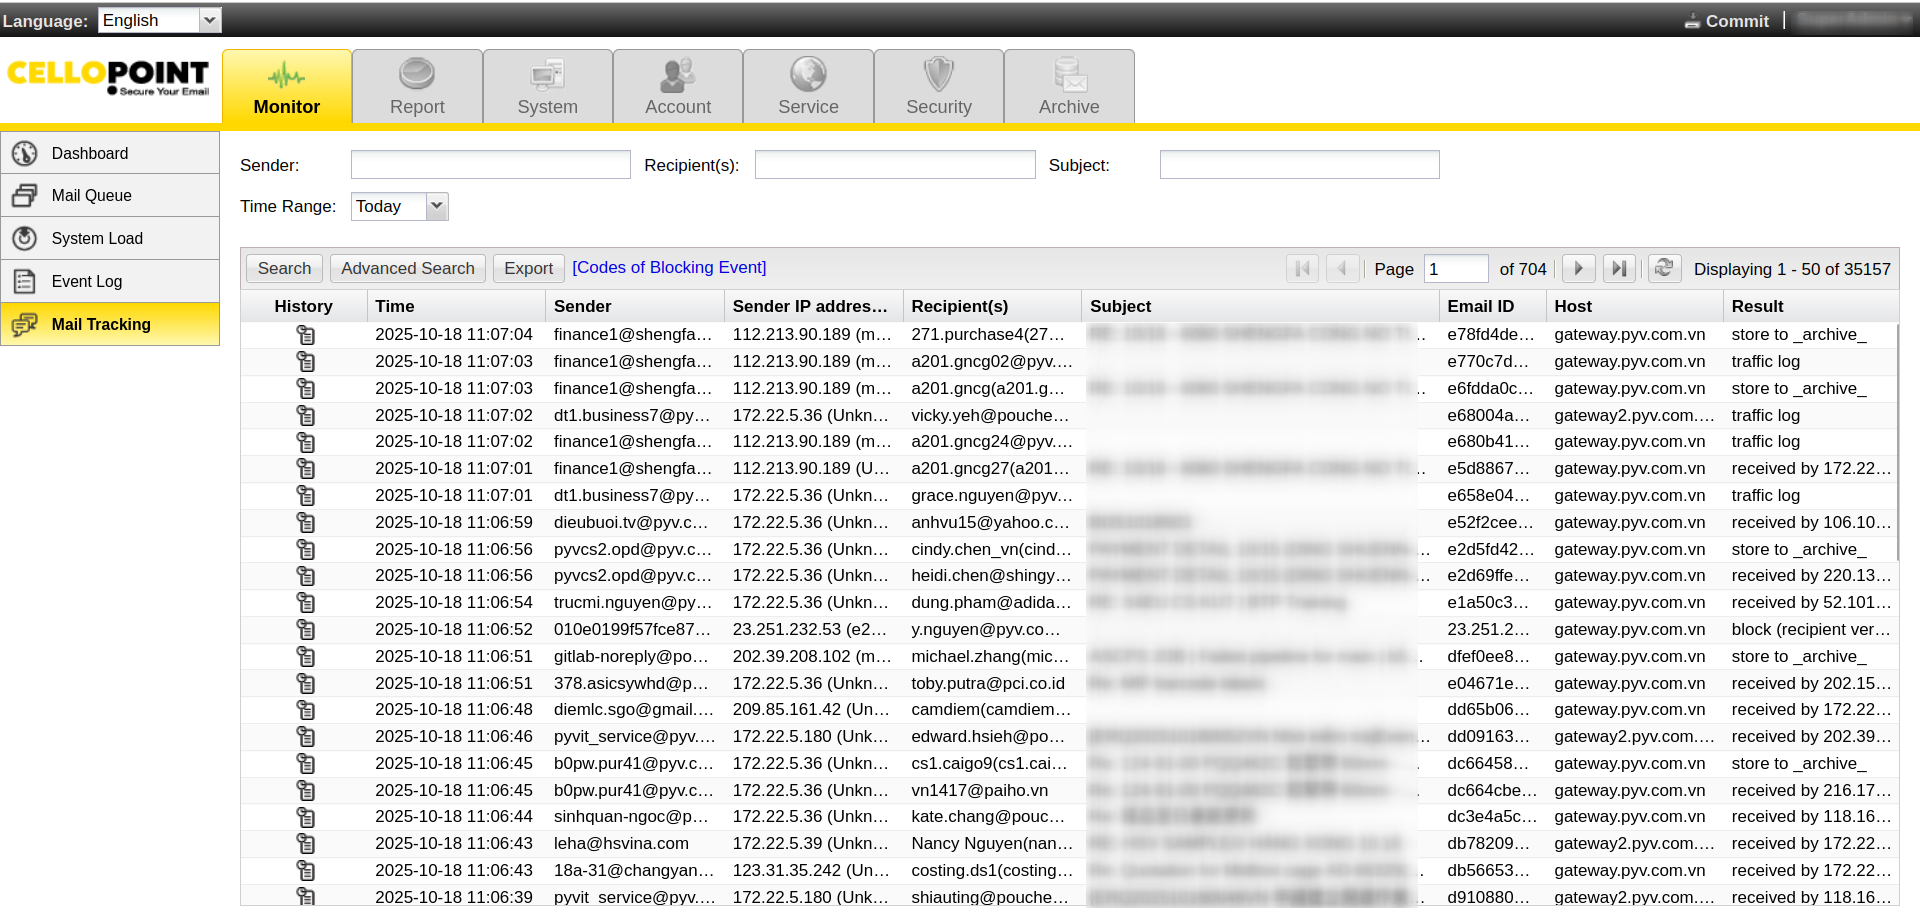 Language: English Commit
CELLOPOINT
Secure Your Email
Monitor Report System Account Service Security Archive
Dashboard
Mail Queue
System Load
Event Log
Mail Tracking
Sender: Recipient(s): Subject:
Time Range: Today
Search Advanced Search Export [Codes of Blocking Event] Page 1 of 704 Displaying 1 - 50 of 35157
History Time Sender Sender IP addres... Recipient(s) Subject Email ID Host Result
2025-10-18 11:07:04 finance1@shengfa... 112.213.90.189 (m... 271.purchase4(27... e78fd4de... gateway.pyv.com.vn store to _archive_
2025-10-18 11:07:03 finance1@shengfa... 112.213.90.189 (m... a201.gncg02@pyv.... e770c7d... gateway.pyv.com.vn traffic log
2025-10-18 11:07:03 finance1@shengfa... 112.213.90.189 (m... a201.gncg(a201.g... e6fdda0c... gateway.pyv.com.vn store to _archive_
2025-10-18 11:07:02 dt1.business7@py... 172.22.5.36 (Unkn... vicky.yeh@pouche... e68004a... gateway2.pyv.com.... traffic log
2025-10-18 11:07:02 finance1@shengfa... 112.213.90.189 (m... a201.gncg24@pyv.... e680b41... gateway.pyv.com.vn traffic log
2025-10-18 11:07:01 finance1@shengfa... 112.213.90.189 (U... a201.gncg27(a201... e5d8867... gateway.pyv.com.vn received by 172.22...
2025-10-18 11:07:01 dt1.business7@py... 172.22.5.36 (Unkn... grace.nguyen@pyv... e658e04... gateway.pyv.com.vn traffic log
2025-10-18 11:06:59 dieubuoi.tv@pyv.c... 172.22.5.36 (Unkn... anhvu15@yahoo.c... e52f2cee... gateway.pyv.com.vn received by 106.10...
2025-10-18 11:06:56 pyvcs2.opd@pyv.c... 172.22.5.36 (Unkn... cindy.chen_vn(cind... e2d5fd42... gateway.pyv.com.vn store to _archive_
2025-10-18 11:06:56 pyvcs2.opd@pyv.c... 172.22.5.36 (Unkn... heidi.chen@shingy... e2d69ffe... gateway.pyv.com.vn received by 220.13...
2025-10-18 11:06:54 trucmi.nguyen@py... 172.22.5.36 (Unkn... dung.pham@adida... e1a50c3... gateway.pyv.com.vn received by 52.101...
2025-10-18 11:06:52 010e0199f57fce87... 23.251.232.53 (e2... y.nguyen@pyv.co... 23.251.2... gateway.pyv.com.vn block (recipient ver...
2025-10-18 11:06:51 gitlab-noreply@po... 202.39.208.102 (m... michael.zhang(mic... dfef0ee8... gateway.pyv.com.vn store to _archive_
2025-10-18 11:06:51 378.asicsywhd@p... 172.22.5.36 (Unkn... toby.putra@pci.co.id e04671e... gateway.pyv.com.vn received by 202.15...
2025-10-18 11:06:48 diemlc.sgo@gmail.... 209.85.161.42 (Un... camdiem(camdiem... dd65b06... gateway.pyv.com.vn received by 172.22...
2025-10-18 11:06:46 pyvit_service@pyv.... 172.22.5.180 (Unk... edward.hsieh@po... dd09163... gateway2.pyv.com.... received by 202.39...
2025-10-18 11:06:45 b0pw.pur41@pyv.c... 172.22.5.36 (Unkn... cs1.caigo9(cs1.cai... dc66458... gateway.pyv.com.vn store to _archive_
2025-10-18 11:06:45 b0pw.pur41@pyv.c... 172.22.5.36 (Unkn... vn1417@paiho.vn dc664cbe... gateway.pyv.com.vn received by 216.17...
2025-10-18 11:06:44 sinhquan-ngoc@p... 172.22.5.36 (Unkn... kate.chang@pouc... dc3e4a5c... gateway.pyv.com.vn received by 118.16...
2025-10-18 11:06:43 leha@hsvina.com 172.22.5.39 (Unkn... Nancy Nguyen(nan... db78209... gateway2.pyv.com.... received by 172.22...
2025-10-18 11:06:43 18a-31@changyan... 123.31.35.242 (Un... costing.ds1(costing... db56653... gateway.pyv.com.vn received by 172.22...
2025-10-18 11:06:39 pyvit_service@pyv.... 172.22.5.180 (Unk... shiauting@pouche... d910880... gateway2.pyv.com.... received by 118.16...